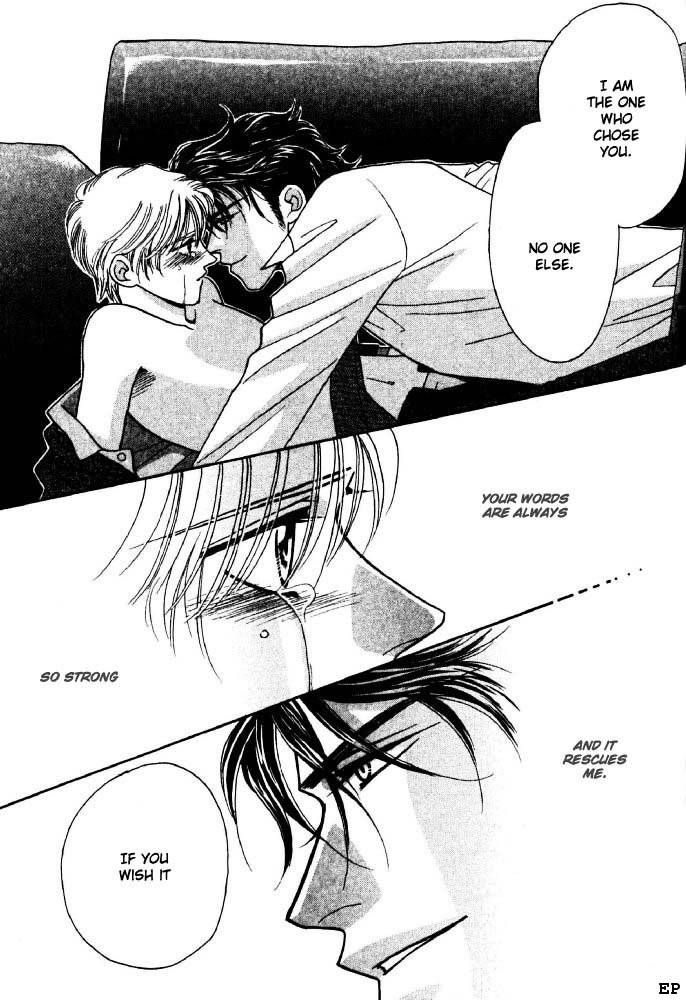 I AM
THE ONE
WHO
CHOSE
YOU.
NO ONE
ELSE.
YOUR WORDS
ARE ALWAYS
SO STRONG
AND IT
RESCUES
ME.
IF YOU
WISH IT
EP